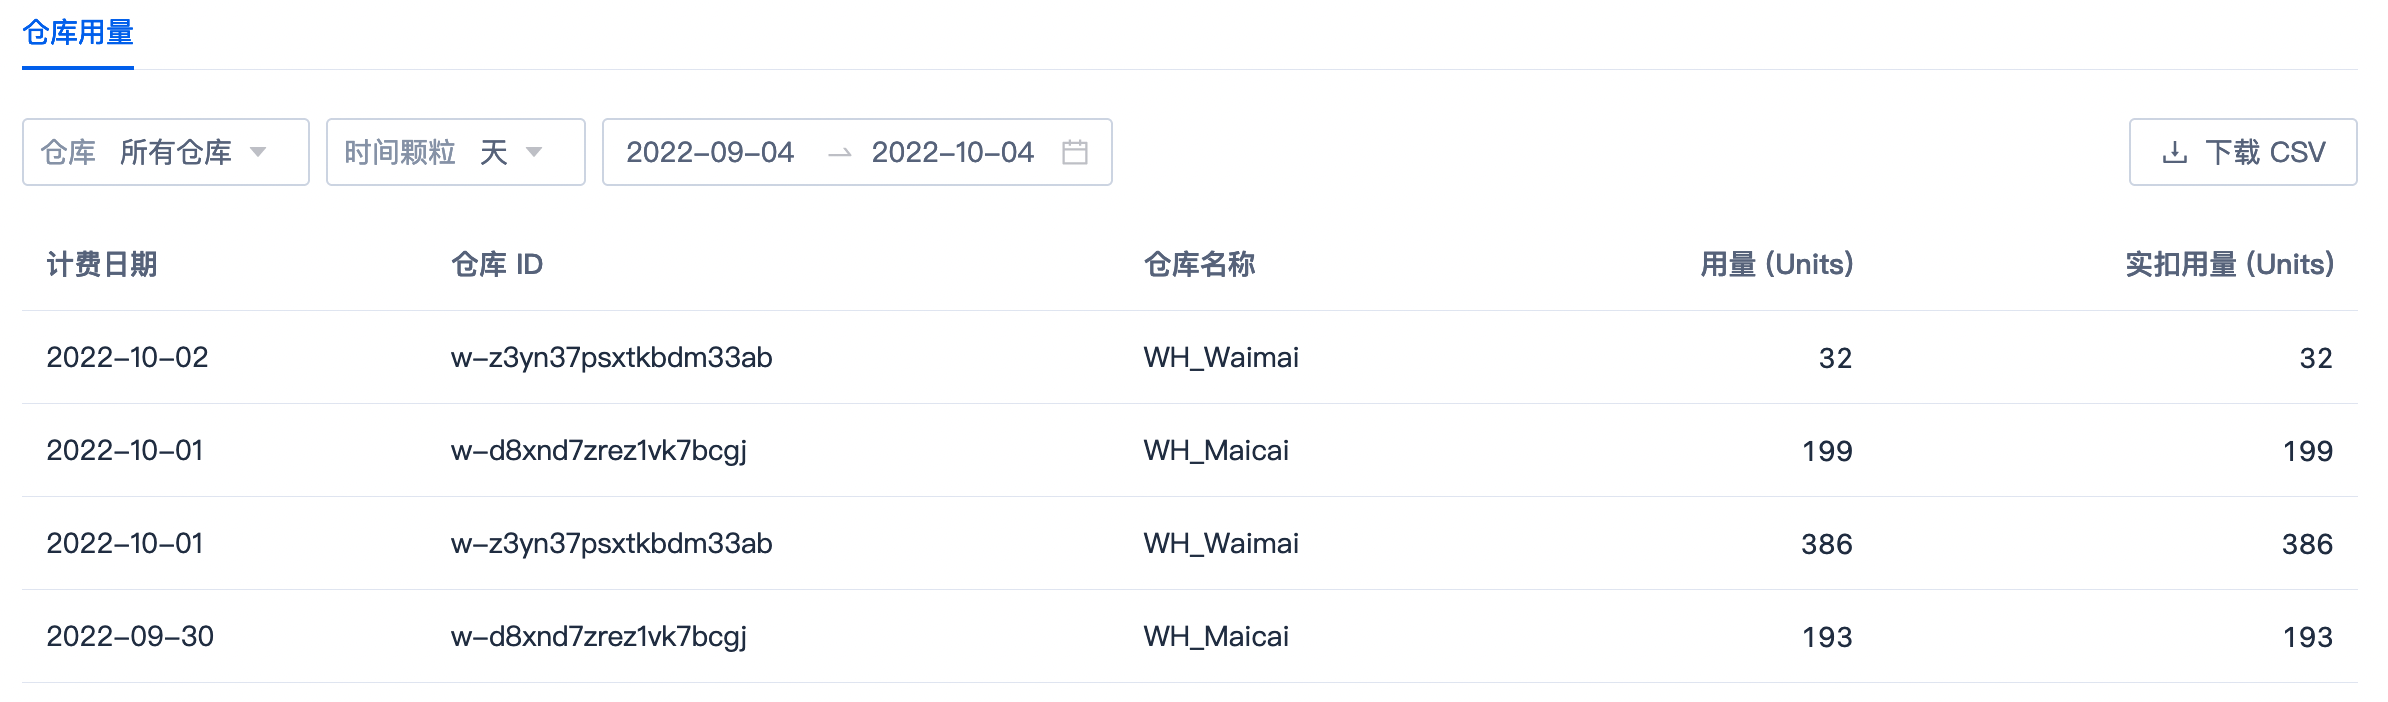 仓库用量
仓库 所有仓库 时间颗粒 天 2022-09-04 → 2022-10-04 下载 CSV
计费日期 仓库 ID 仓库名称 用量 (Units) 实扣用量 (Units)
2022-10-02 w-z3yn37psxtkbdm33ab WH_Waimai 32 32
2022-10-01 w-d8xnd7zrez1vk7bcgj WH_Maicai 199 199
2022-10-01 w-z3yn37psxtkbdm33ab WH_Waimai 386 386
2022-09-30 w-d8xnd7zrez1vk7bcgj WH_Maicai 193 193